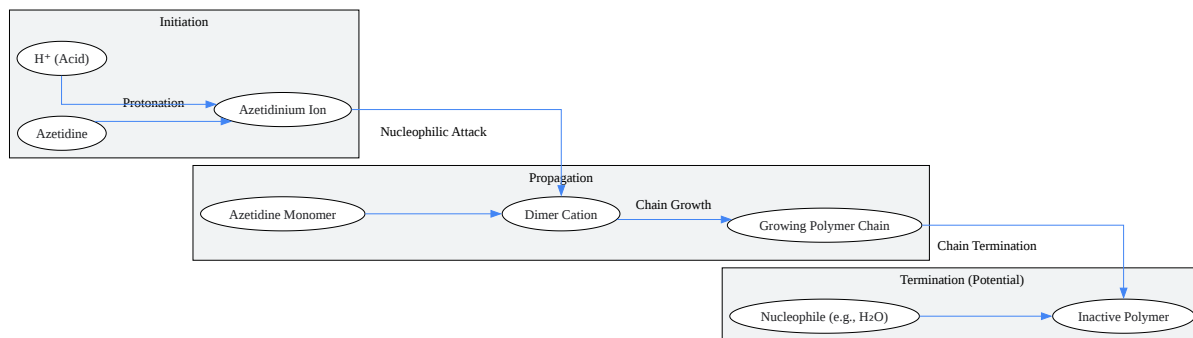 Initiation
H⁺ (Acid)
Protonation
Azetidinium Ion
Azetidine
Nucleophilic Attack
Propagation
Azetidine Monomer
Dimer Cation
Chain Growth
Growing Polymer Chain
Chain Termination
Termination (Potential)
Nucleophile (e.g., H₂O)
Inactive Polymer